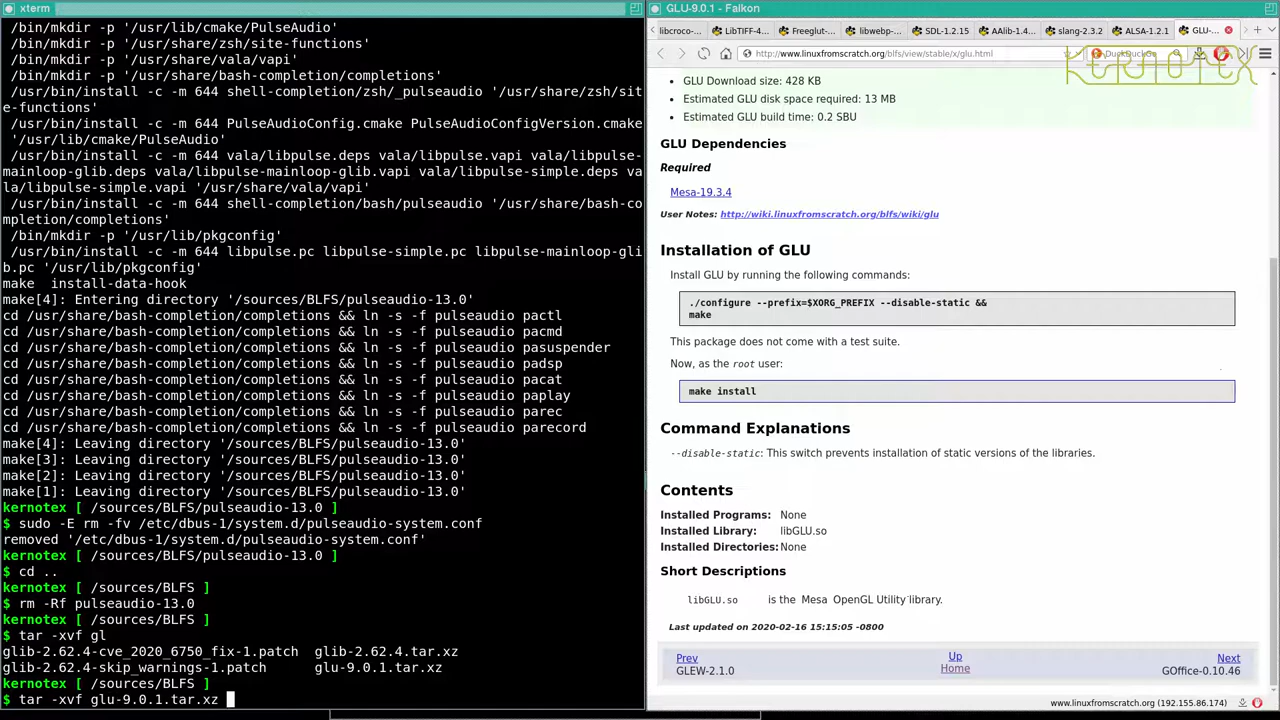 xterm
/bin/mkdir -p '/usr/lib/cmake/PulseAudio'
/bin/mkdir -p '/usr/share/zsh/site-functions'
/bin/mkdir -p '/usr/share/vala/vapi'
/bin/mkdir -p '/usr/share/bash-completion/completions'
/usr/bin/install -c -m 644 shell-completion/zsh/_pulseaudio '/usr/share/zsh/sit
e-functions'
/usr/bin/install -c -m 644 PulseAudioConfig.cmake PulseAudioConfigVersion.cmake
'/usr/lib/cmake/PulseAudio'
/usr/bin/install -c -m 644 vala/libpulse.deps vala/libpulse.vapi vala/libpulse-
mainloop-glib.deps vala/libpulse-mainloop-glib.vapi vala/libpulse-simple.deps va
la/libpulse-simple.vapi '/usr/share/vala/vapi'
/usr/bin/install -c -m 644 shell-completion/bash/pulseaudio '/usr/share/bash-co
mpletion/completions'
/bin/mkdir -p '/usr/lib/pkgconfig'
/usr/bin/install -c -m 644 libpulse.pc libpulse-simple.pc libpulse-mainloop-gli
b.pc '/usr/lib/pkgconfig'
make  install-data-hook
make[4]: Entering directory '/sources/BLFS/pulseaudio-13.0'
cd /usr/share/bash-completion/completions && ln -s -f pulseaudio pactl
cd /usr/share/bash-completion/completions && ln -s -f pulseaudio pacmd
cd /usr/share/bash-completion/completions && ln -s -f pulseaudio pasuspender
cd /usr/share/bash-completion/completions && ln -s -f pulseaudio padsp
cd /usr/share/bash-completion/completions && ln -s -f pulseaudio pacat
cd /usr/share/bash-completion/completions && ln -s -f pulseaudio paplay
cd /usr/share/bash-completion/completions && ln -s -f pulseaudio parec
cd /usr/share/bash-completion/completions && ln -s -f pulseaudio parecord
make[4]: Leaving directory '/sources/BLFS/pulseaudio-13.0'
make[3]: Leaving directory '/sources/BLFS/pulseaudio-13.0'
make[2]: Leaving directory '/sources/BLFS/pulseaudio-13.0'
make[1]: Leaving directory '/sources/BLFS/pulseaudio-13.0'
kernotex [ /sources/BLFS/pulseaudio-13.0 ]
$ sudo -E rm -fv /etc/dbus-1/system.d/pulseaudio-system.conf
removed '/etc/dbus-1/system.d/pulseaudio-system.conf'
kernotex [ /sources/BLFS/pulseaudio-13.0 ]
$ cd ..
kernotex [ /sources/BLFS ]
$ rm -Rf pulseaudio-13.0
kernotex [ /sources/BLFS ]
$ tar -xvf gl
glib-2.62.4-cve_2020_6750_fix-1.patch  glib-2.62.4.tar.xz
glib-2.62.4-skip_warnings-1.patch      glu-9.0.1.tar.xz
kernotex [ /sources/BLFS ]
$ tar -xvf glu-9.0.1.tar.xz
GLU-9.0.1 - Falkon
libcroco-... LibTIFF-4... Freeglut-... libwebp-... SDL-1.2.15 AAlib-1.4... slang-2.3.2 ALSA-1.2.1 GLU-...
http://www.linuxfromscratch.org/blfs/view/stable/x/glu.html DuckDuckGo
KERNOTEX
GLU Download size: 428 KB
Estimated GLU disk space required: 13 MB
Estimated GLU build time: 0.2 SBU
GLU Dependencies
Required
Mesa-19.3.4
User Notes: http://wiki.linuxfromscratch.org/blfs/wiki/glu
Installation of GLU
Install GLU by running the following commands:
./configure --prefix=$XORG_PREFIX --disable-static &&
make
This package does not come with a test suite.
Now, as the root user:
make install
Command Explanations
--disable-static: This switch prevents installation of static versions of the libraries.
Contents
Installed Programs: None
Installed Library: libGLU.so
Installed Directories: None
Short Descriptions
libGLU.so is the Mesa OpenGL Utility library.
Last updated on 2020-02-16 15:15:05 -0800
Prev Up Next
GLEW-2.1.0 Home GOffice-0.10.46
www.linuxfromscratch.org (192.155.86.174)